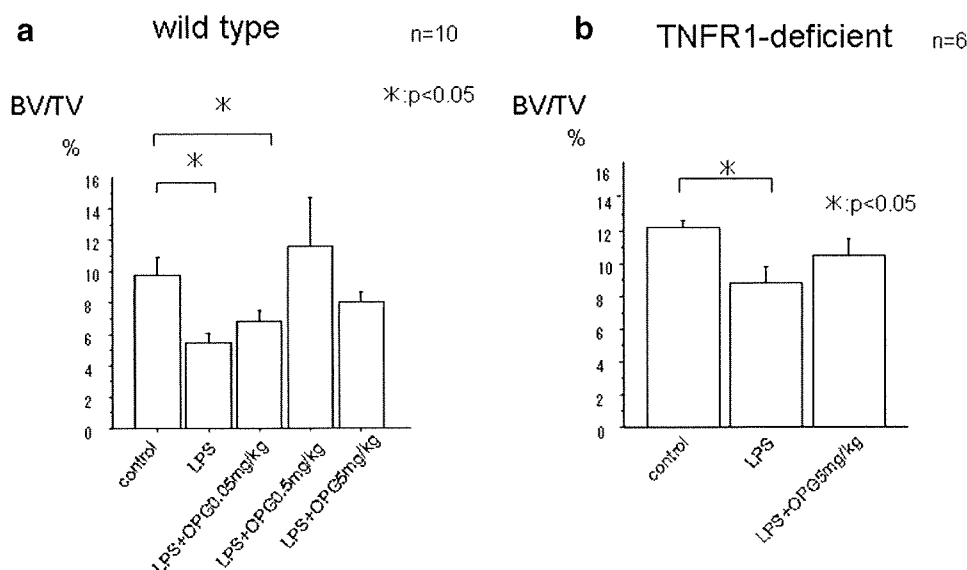 a
wild type
n=10
BV/TV
%
✳:p<0.05
✳
✳
16
14
12
10
8
6
4
2
0
control
LPS
LPS+OPG0.05mg/kg
LPS+OPG0.5mg/kg
LPS+OPG5mg/kg
b
TNFR1-deficient
n=6
BV/TV
%
✳
✳:p<0.05
16
14
12
10
8
6
4
2
0
control
LPS
LPS+OPG5mg/kg